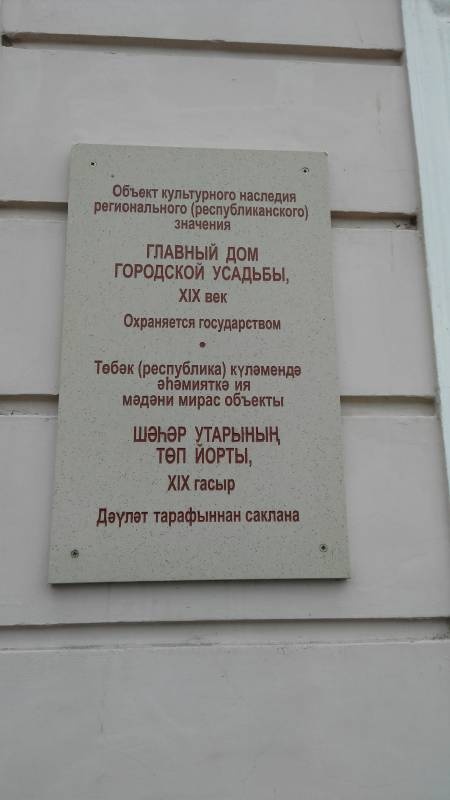 Объект культурного наследия
регионального (республиканского)
значения
ГЛАВНЫЙ ДОМ
ГОРОДСКОЙ УСАДЬБЫ,
XIX век
Охраняется государством
•
Төбәк (республика) күләмендә
әһәмияткә ия
мәдәни мирас объекты
ШӘҺӘР УТАРЫНЫҢ
ТӨП ЙОРТЫ,
XIX гасыр
Дәүләт тарафыннан саклана